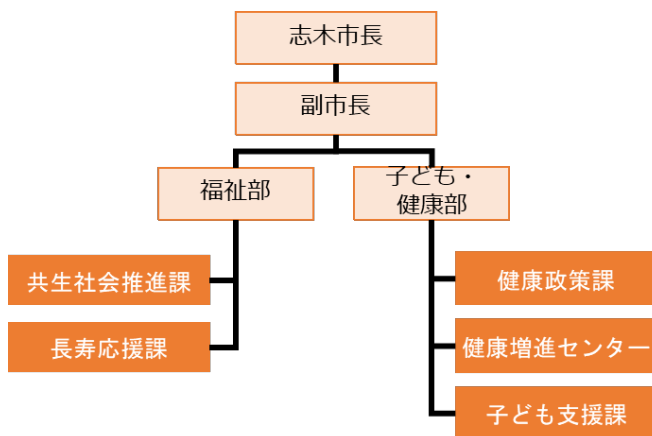 志木市長
副市長
福祉部
子ども・
健康部
共生社会推進課
長寿応援課
健康政策課
健康増進センター
子ども支援課